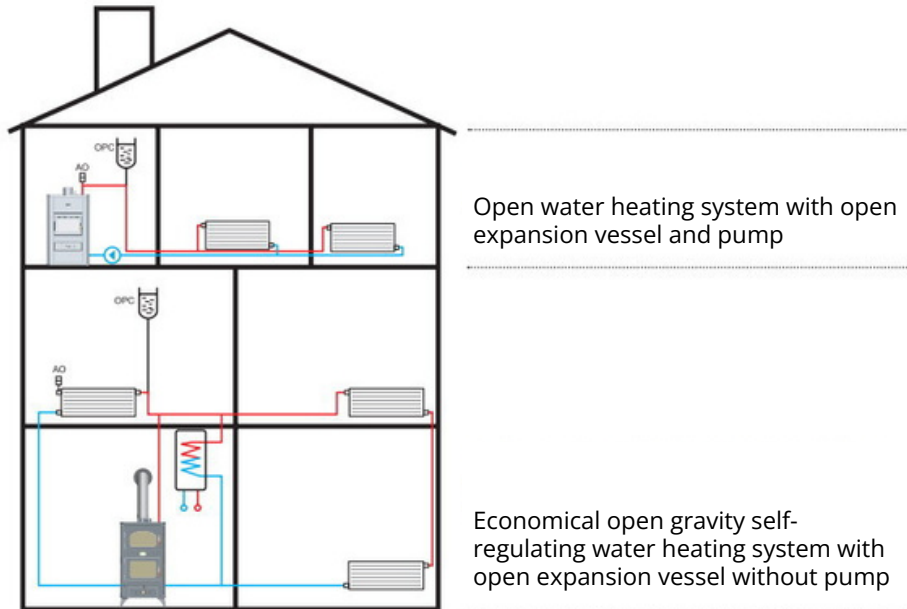 OPC
AO
Open water heating system with open
expansion vessel and pump
OPC
AO
Economical open gravity self-
regulating water heating system with
open expansion vessel without pump